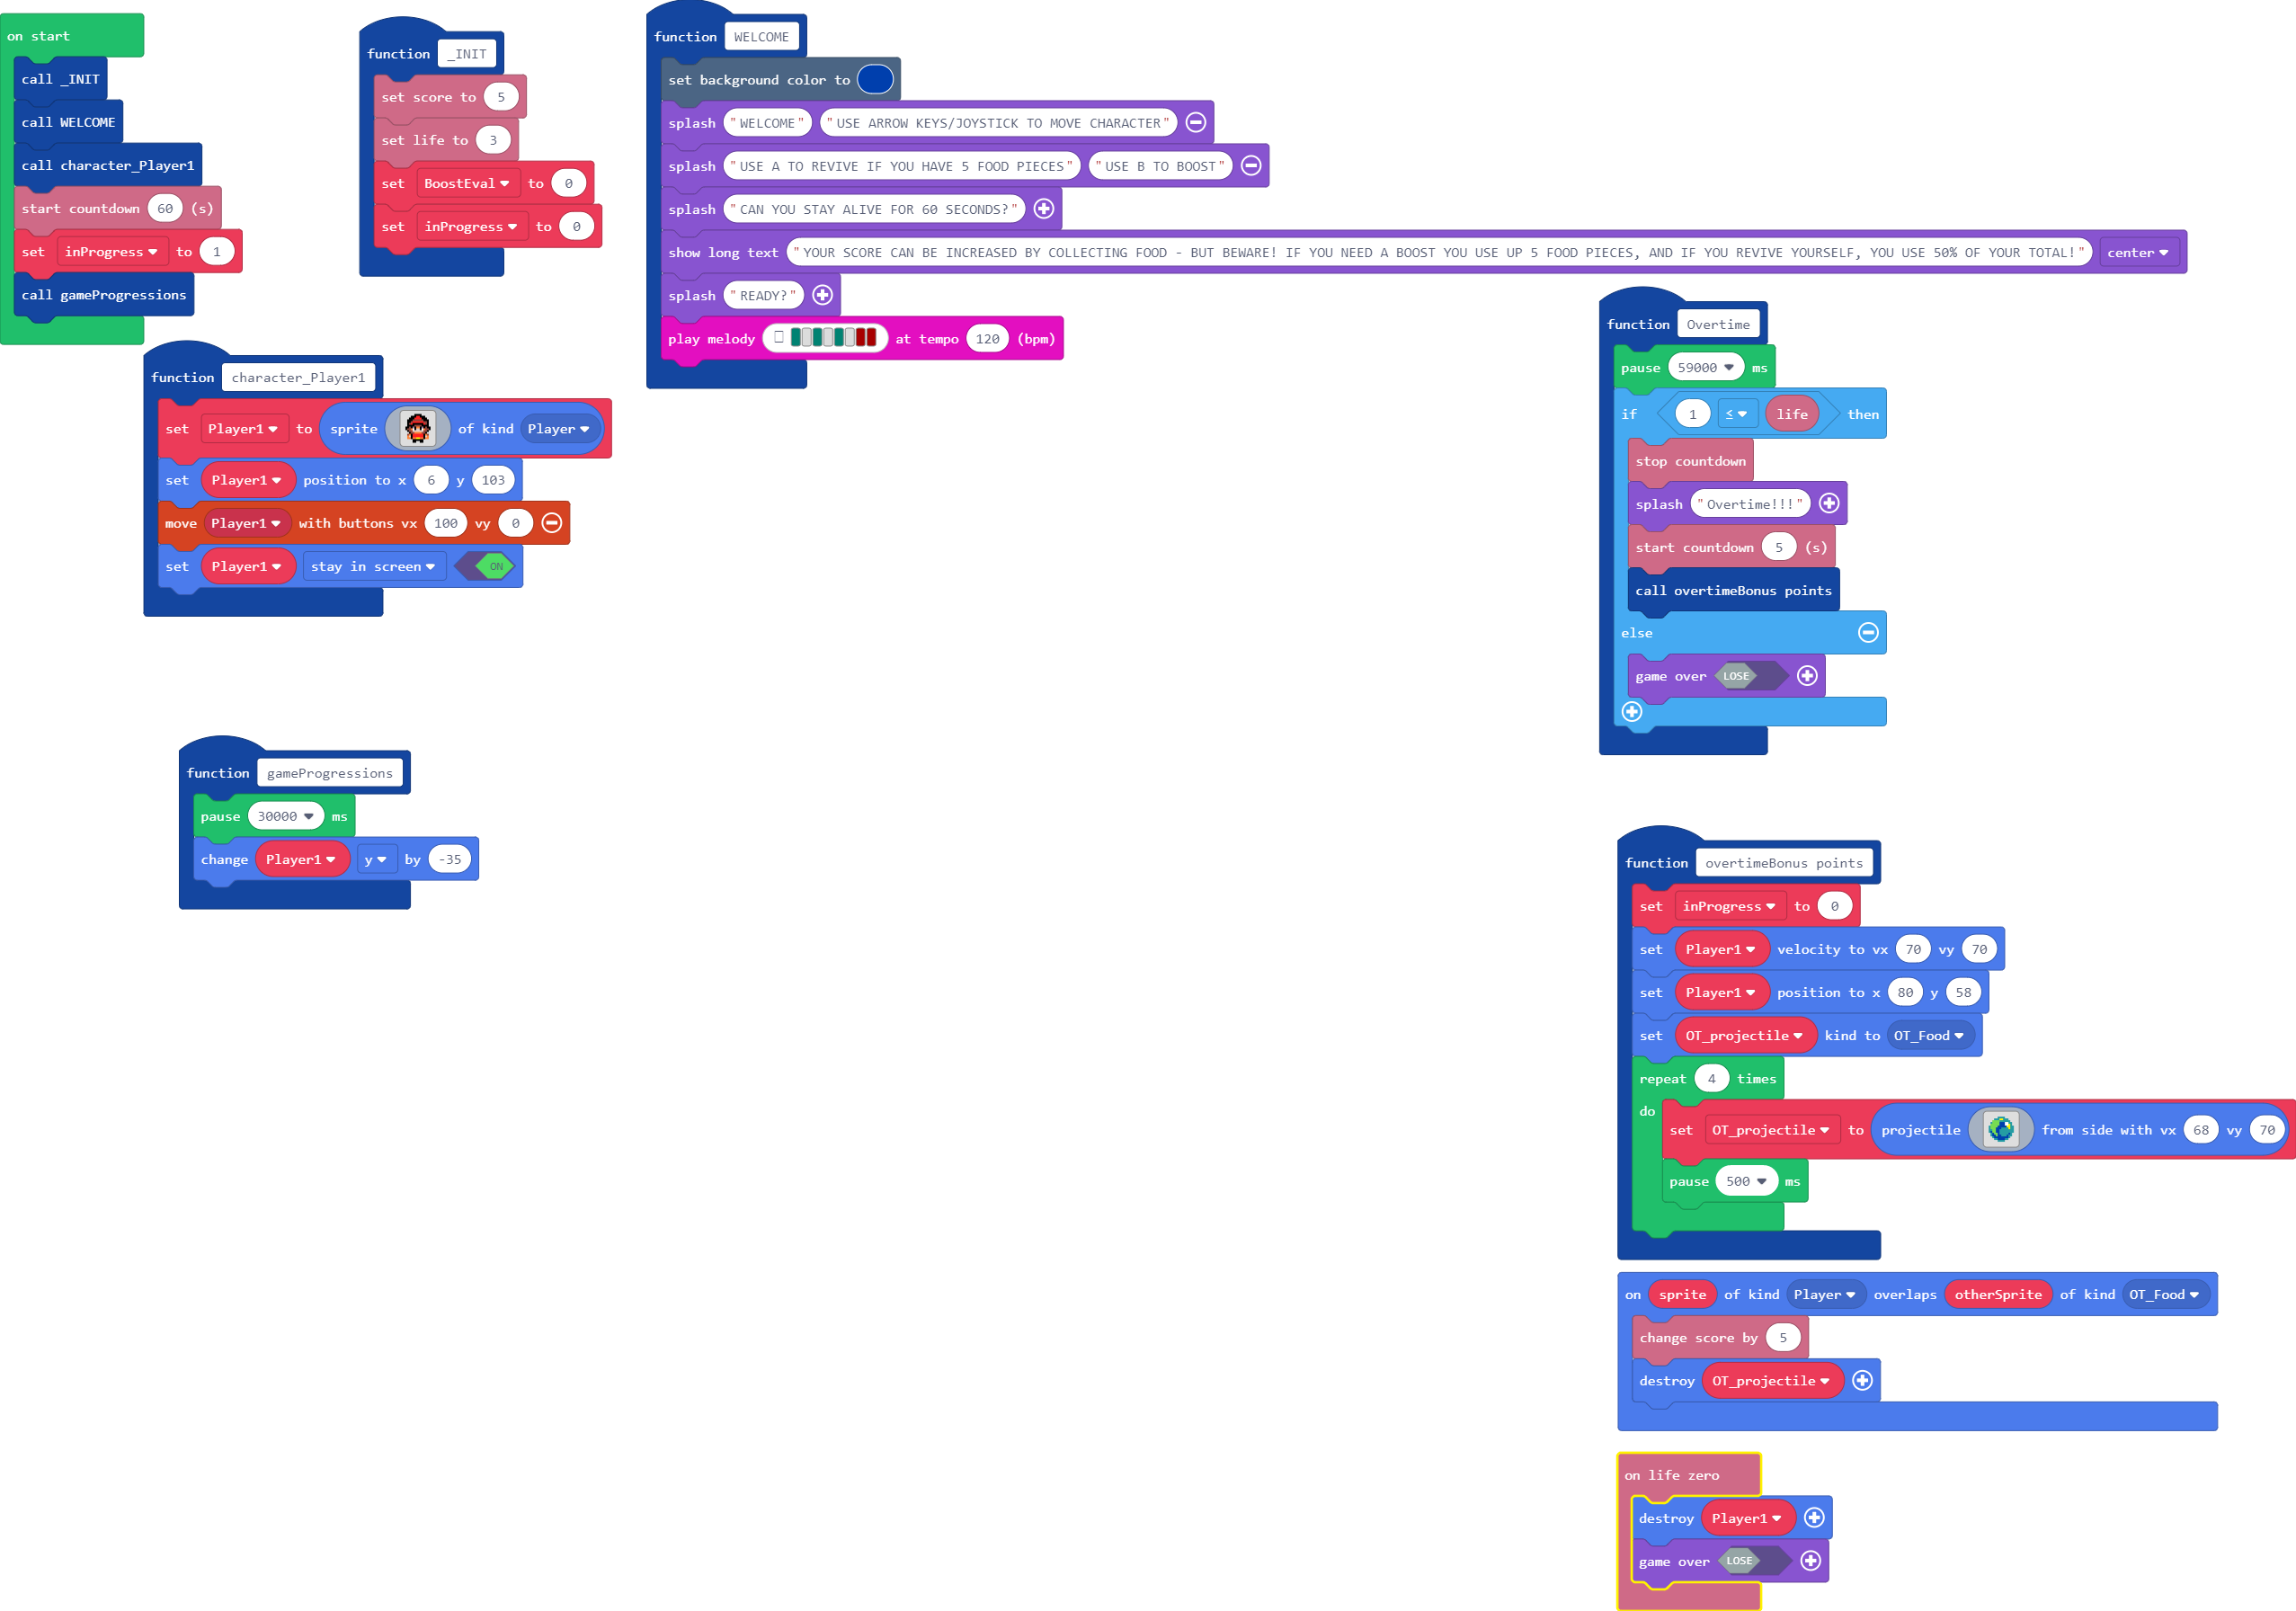 on start
call _INIT
call WELCOME
call character_Player1
start countdown 60 (s)
set inProgress to 1
call gameProgressions
function _INIT
set score to 5
set life to 3
set BoostEval to 0
set inProgress to 0
function WELCOME
set background color to
splash "WELCOME" "USE ARROW KEYS/JOYSTICK TO MOVE CHARACTER"
splash "USE A TO REVIVE IF YOU HAVE 5 FOOD PIECES" "USE B TO BOOST"
splash "CAN YOU STAY ALIVE FOR 60 SECONDS?"
show long text "YOUR SCORE CAN BE INCREASED BY COLLECTING FOOD - BUT BEWARE! IF YOU NEED A BOOST YOU USE UP 5 FOOD PIECES, AND IF YOU REVIVE YOURSELF, YOU USE 50% OF YOUR TOTAL!" center
splash "READY?"
play melody at tempo 120 (bpm)
function character_Player1
set Player1 to sprite of kind Player
set Player1 position to x 6 y 103
move Player1 with buttons vx 100 vy 0
set Player1 stay in screen ON
function gameProgressions
pause 30000 ms
change Player1 y by -35
function Overtime
pause 59000 ms
if 1 ≤ life then
stop countdown
splash "Overtime!!!"
start countdown 5 (s)
call overtimeBonus points
else
game over LOSE
function overtimeBonus points
set inProgress to 0
set Player1 velocity to vx 70 vy 70
set Player1 position to x 80 y 58
set OT_projectile kind to OT_Food
repeat 4 times
do
set OT_projectile to projectile from side with vx 68 vy 70
pause 500 ms
on sprite of kind Player overlaps otherSprite of kind OT_Food
change score by 5
destroy OT_projectile
on life zero
destroy Player1
game over LOSE